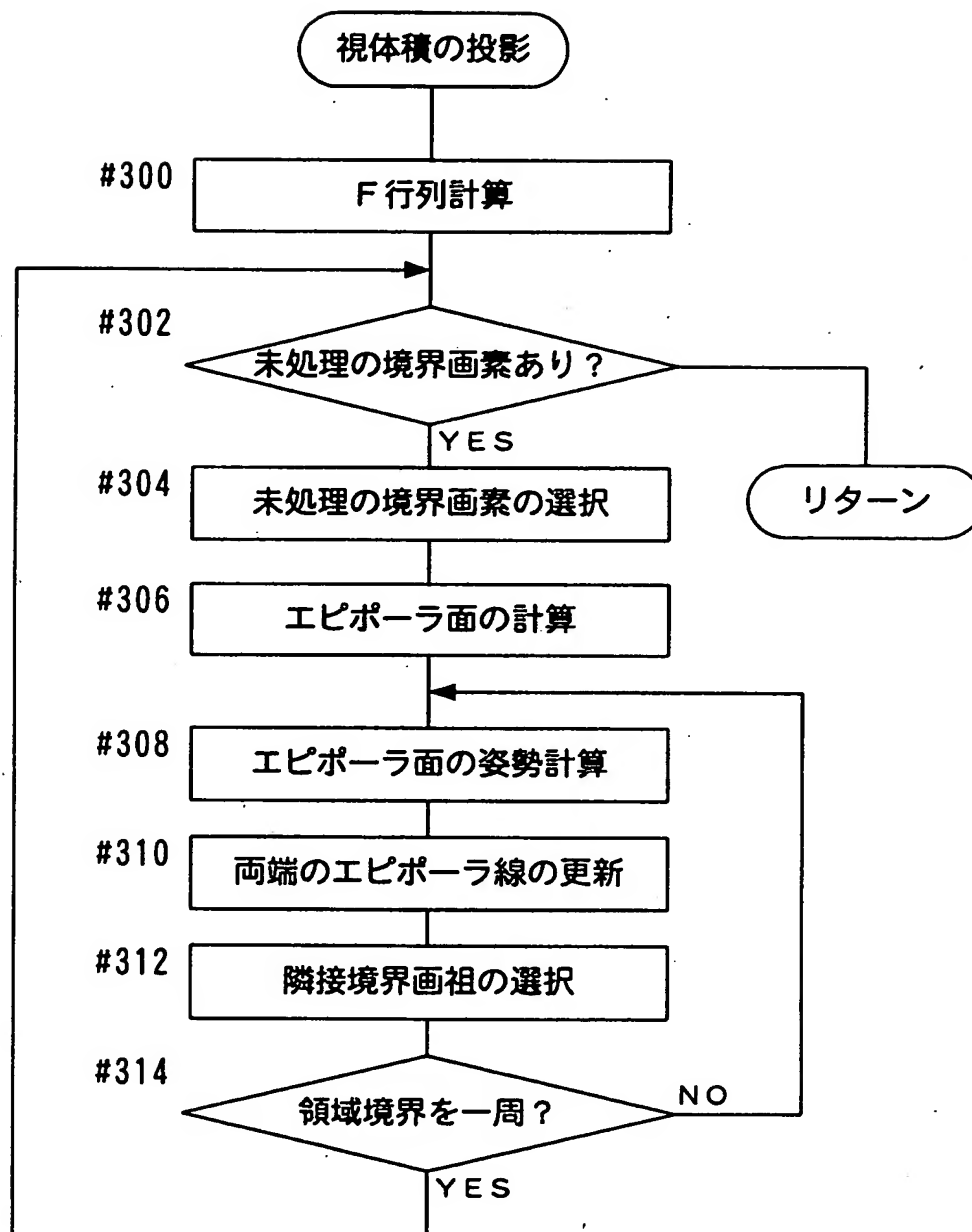 視体積の投影
#300
F行列計算
#302
未処理の境界画素あり?
YES
#304
未処理の境界画素の選択
リターン
#306
エピポーラ面の計算
#308
エピポーラ面の姿勢計算
#310
両端のエピポーラ線の更新
#312
隣接境界画祖の選択
#314
領域境界を一周?
NO
YES